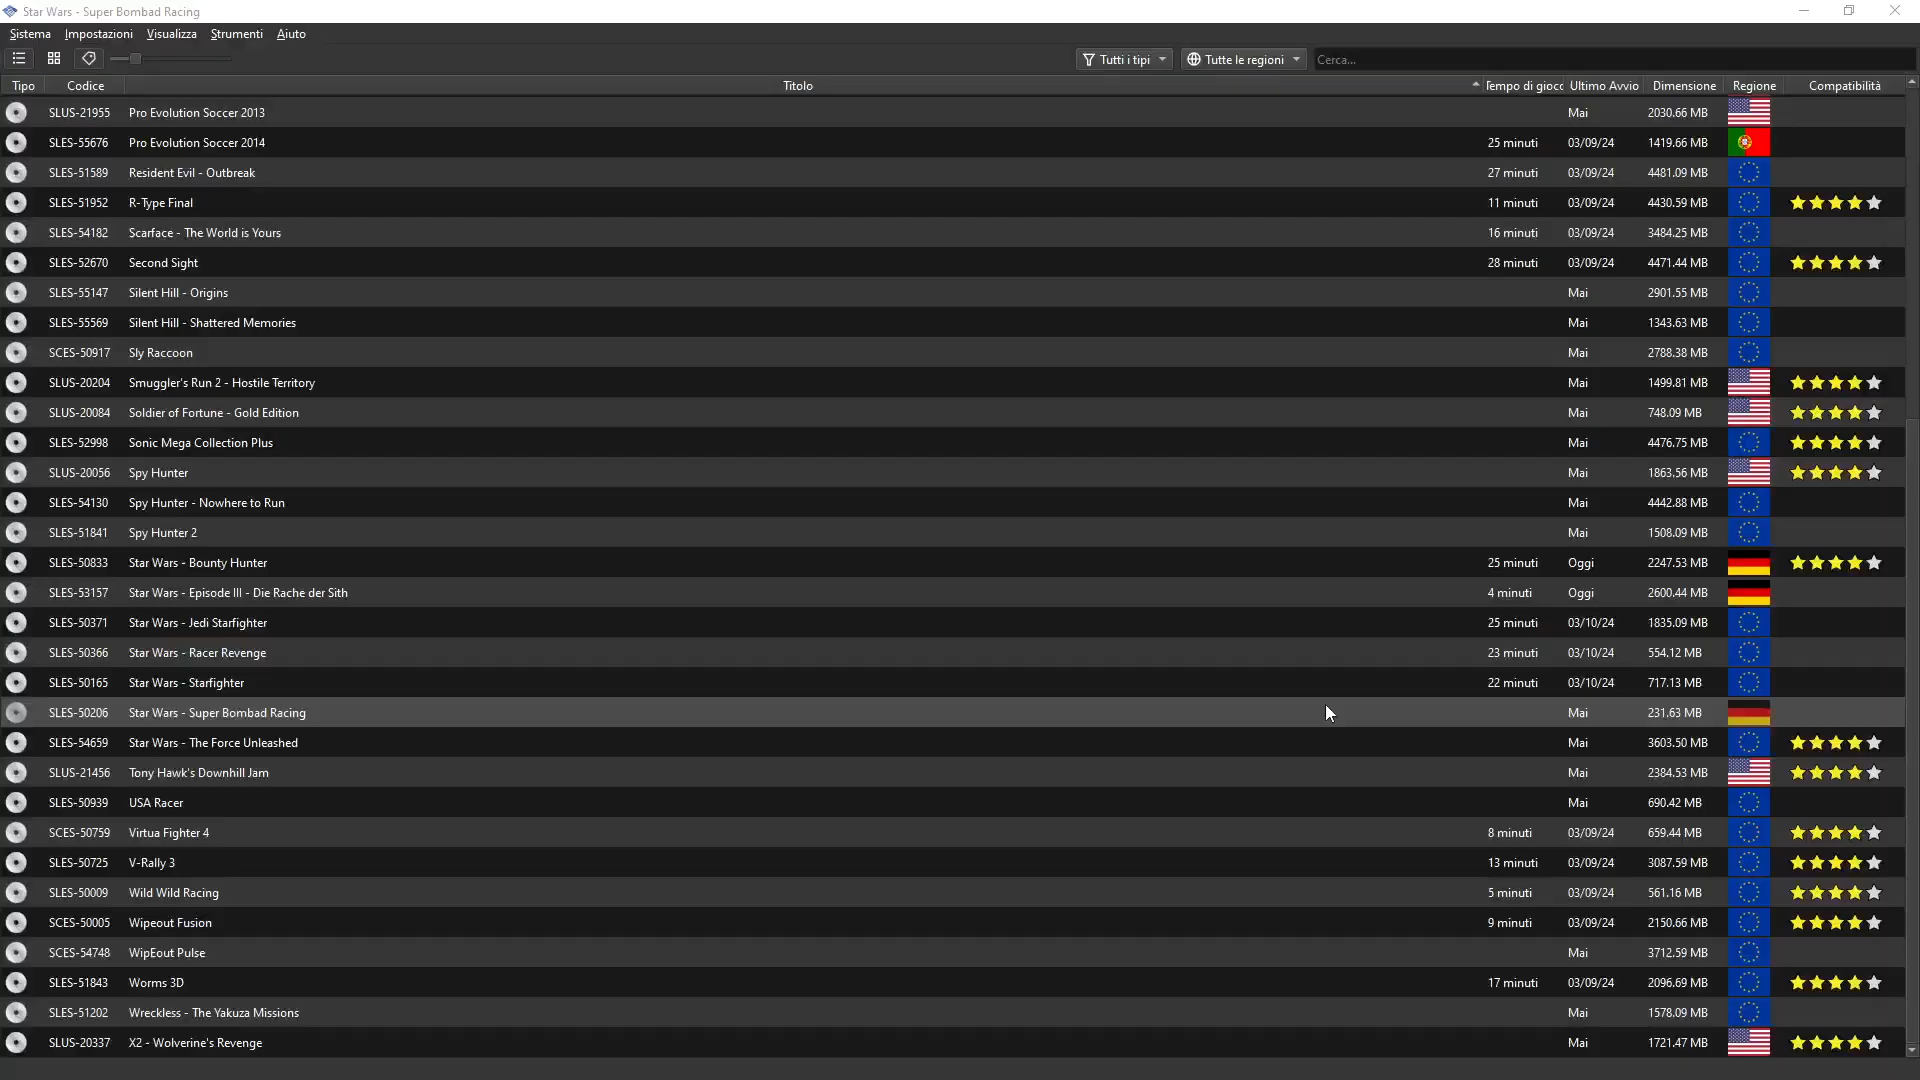 Star Wars - Super Bombad Racing
Sistema Impostazioni Visualizza Strumenti Aiuto
Tutti i tipi Tutte le regioni Cerca...
Tipo Codice Titolo Tempo di gioco Ultimo Avvio Dimensione Regione Compatibilità
SLUS-21955 Pro Evolution Soccer 2013 Mai 2030.66 MB
SLES-55676 Pro Evolution Soccer 2014 25 minuti 03/09/24 1419.66 MB
SLES-51589 Resident Evil - Outbreak 27 minuti 03/09/24 4481.09 MB
SLES-51952 R-Type Final 11 minuti 03/09/24 4430.59 MB
SLES-54182 Scarface - The World is Yours 16 minuti 03/09/24 3484.25 MB
SLES-52670 Second Sight 28 minuti 03/09/24 4471.44 MB
SLES-55147 Silent Hill - Origins Mai 2901.55 MB
SLES-55569 Silent Hill - Shattered Memories Mai 1343.63 MB
SCES-50917 Sly Raccoon Mai 2788.38 MB
SLUS-20204 Smuggler's Run 2 - Hostile Territory Mai 1499.81 MB
SLUS-20084 Soldier of Fortune - Gold Edition Mai 748.09 MB
SLES-52998 Sonic Mega Collection Plus Mai 4476.75 MB
SLUS-20056 Spy Hunter Mai 1863.56 MB
SLES-54130 Spy Hunter - Nowhere to Run Mai 4442.88 MB
SLES-51841 Spy Hunter 2 Mai 1508.09 MB
SLES-50833 Star Wars - Bounty Hunter 25 minuti Oggi 2247.53 MB
SLES-53157 Star Wars - Episode III - Die Rache der Sith 4 minuti Oggi 2600.44 MB
SLES-50371 Star Wars - Jedi Starfighter 25 minuti 03/10/24 1835.09 MB
SLES-50366 Star Wars - Racer Revenge 23 minuti 03/10/24 554.12 MB
SLES-50165 Star Wars - Starfighter 22 minuti 03/10/24 717.13 MB
SLES-50206 Star Wars - Super Bombad Racing Mai 231.63 MB
SLES-54659 Star Wars - The Force Unleashed Mai 3603.50 MB
SLUS-21456 Tony Hawk's Downhill Jam Mai 2384.53 MB
SLES-50939 USA Racer Mai 690.42 MB
SCES-50759 Virtua Fighter 4 8 minuti 03/09/24 659.44 MB
SLES-50725 V-Rally 3 13 minuti 03/09/24 3087.59 MB
SLES-50009 Wild Wild Racing 5 minuti 03/09/24 561.16 MB
SCES-50005 Wipeout Fusion 9 minuti 03/09/24 2150.66 MB
SCES-54748 WipEout Pulse Mai 3712.59 MB
SLES-51843 Worms 3D 17 minuti 03/09/24 2096.69 MB
SLES-51202 Wreckless - The Yakuza Missions Mai 1578.09 MB
SLUS-20337 X2 - Wolverine's Revenge Mai 1721.47 MB